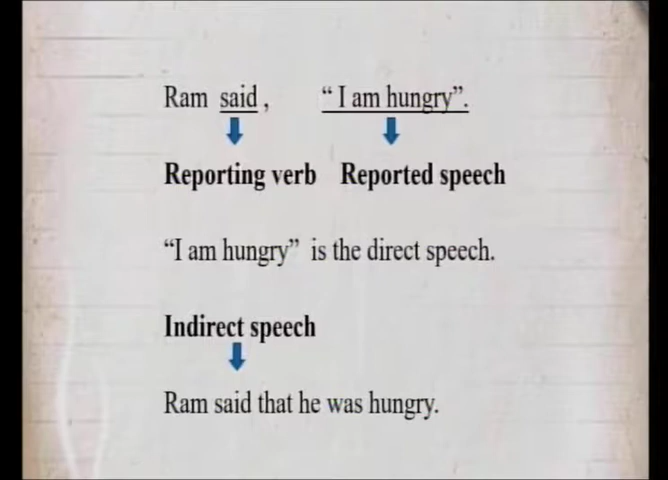 Ram said , “ I am hungry”.
Reporting verb Reported speech
“I am hungry” is the direct speech.
Indirect speech
Ram said that he was hungry.